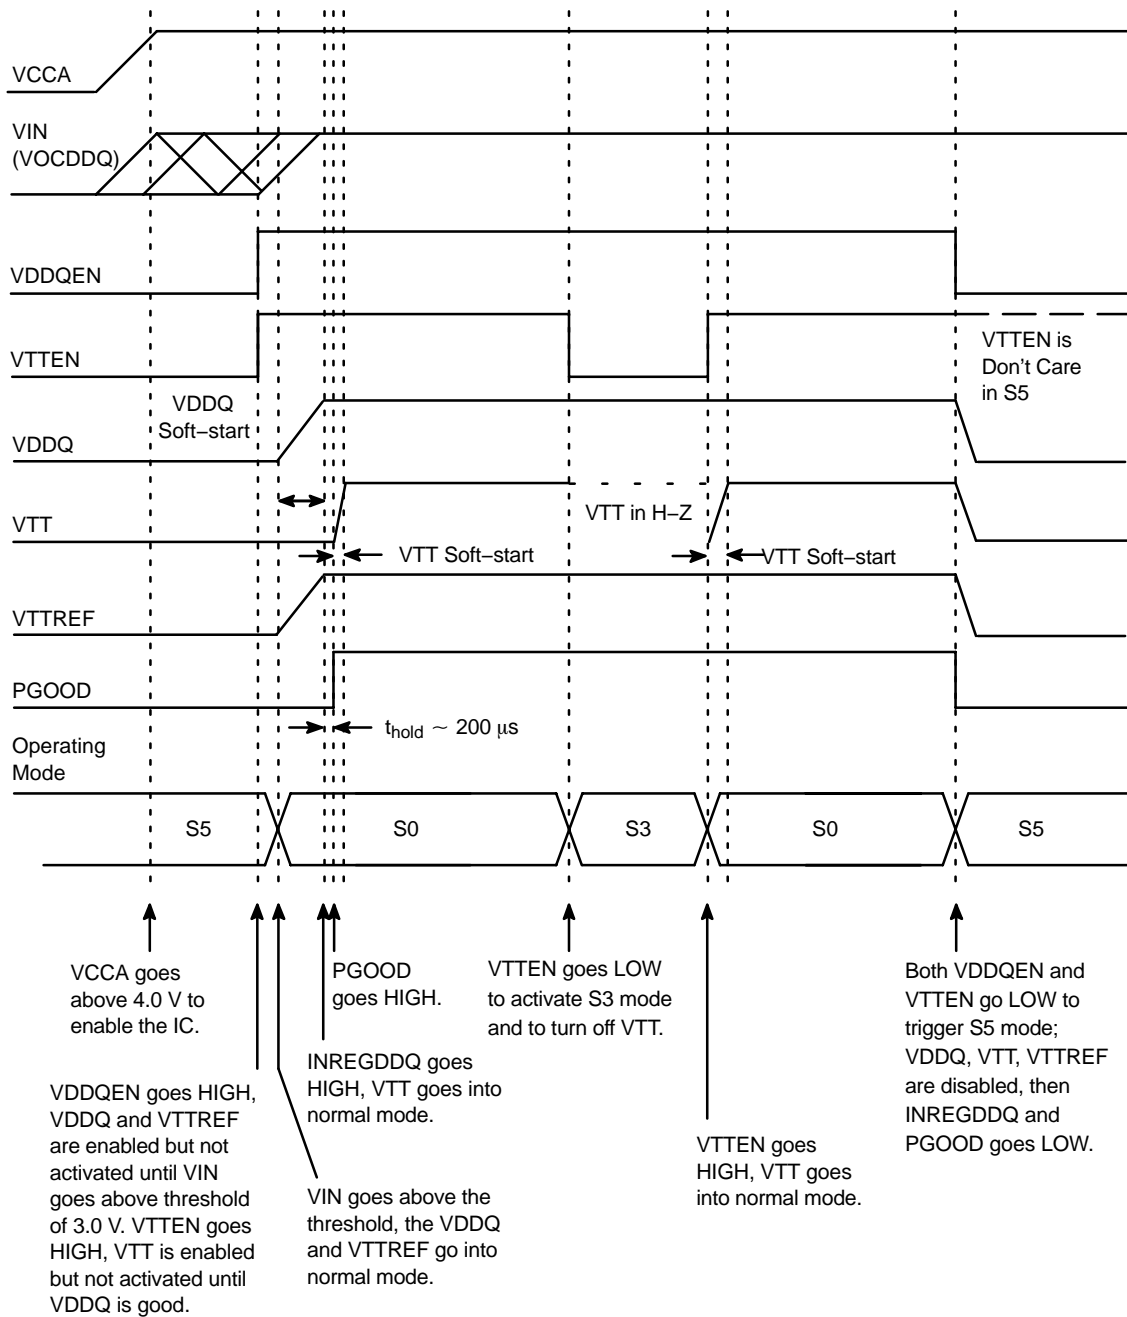 VCCA
VIN
(VOCDDQ)
VDDQEN
VTTEN
VTTEN is
Don't Care
in S5
VDDQ
Soft−start
VDDQ
VTT
VTT in H−Z
VTT Soft−start
VTT Soft−start
VTTREF
PGOOD
thold ~ 200 μs
Operating
Mode
S5
S0
S3
S0
S5
VCCA goes
above 4.0 V to
enable the IC.
PGOOD
goes HIGH.
VTTEN goes LOW
to activate S3 mode
and to turn off VTT.
Both VDDQEN and
VTTEN go LOW to
trigger S5 mode;
VDDQ, VTT, VTTREF
are disabled, then
INREGDDQ and
PGOOD goes LOW.
INREGDDQ goes
HIGH, VTT goes into
normal mode.
VDDQEN goes HIGH,
VDDQ and VTTREF
are enabled but not
activated until VIN
goes above threshold
of 3.0 V. VTTEN goes
HIGH, VTT is enabled
but not activated until
VDDQ is good.
VIN goes above the
threshold, the VDDQ
and VTTREF go into
normal mode.
VTTEN goes
HIGH, VTT goes
into normal mode.